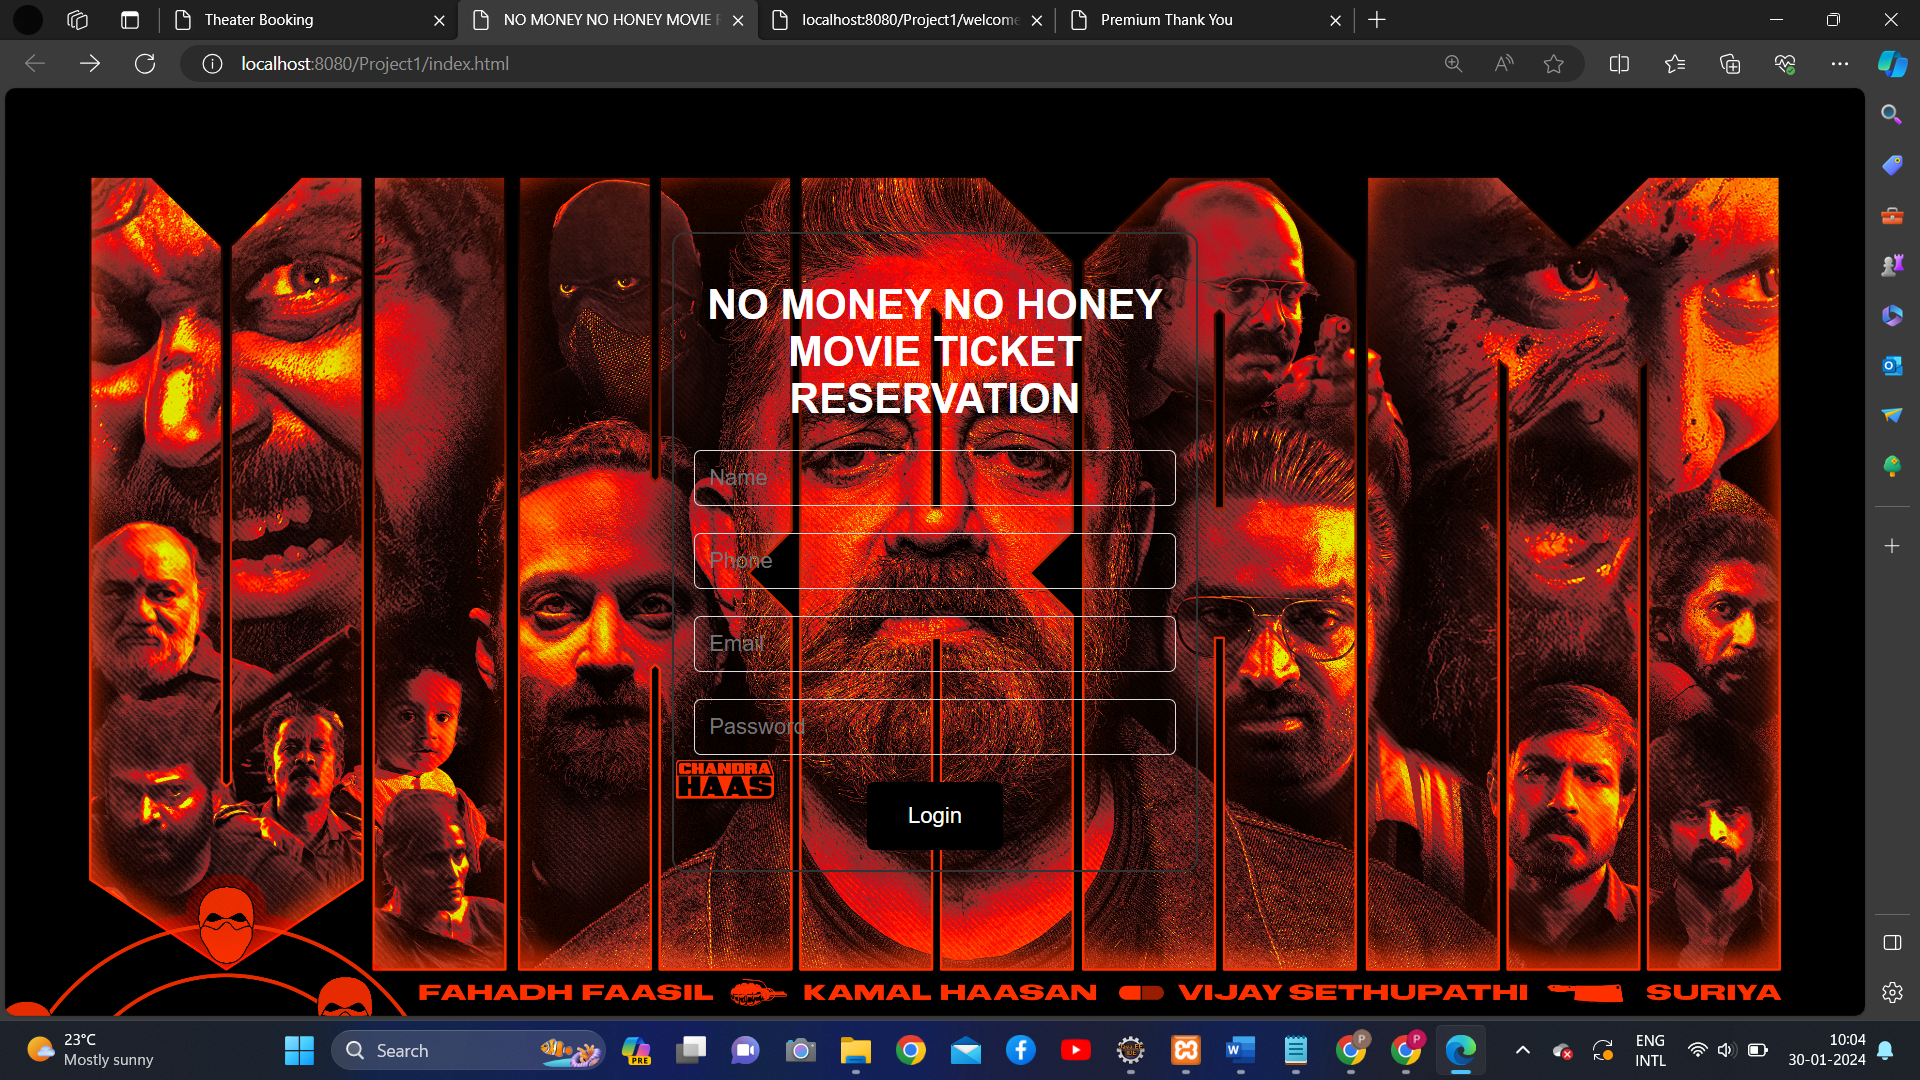 Theater Booking
NO MONEY NO HONEY MOVIE
localhost:8080/Project1/welcome
Premium Thank You
localhost:8080/Project1/index.html
NO MONEY NO HONEY
MOVIE TICKET
RESERVATION
Name
Phone
Email
Password
CHANDRA
HAAS
Login
FAHADH FAASIL KAMAL HAASAN VIJAY SETHUPATHI SURIYA
23°C
Mostly sunny
Search
PRE
ENG
INTL
10:04
30-01-2024